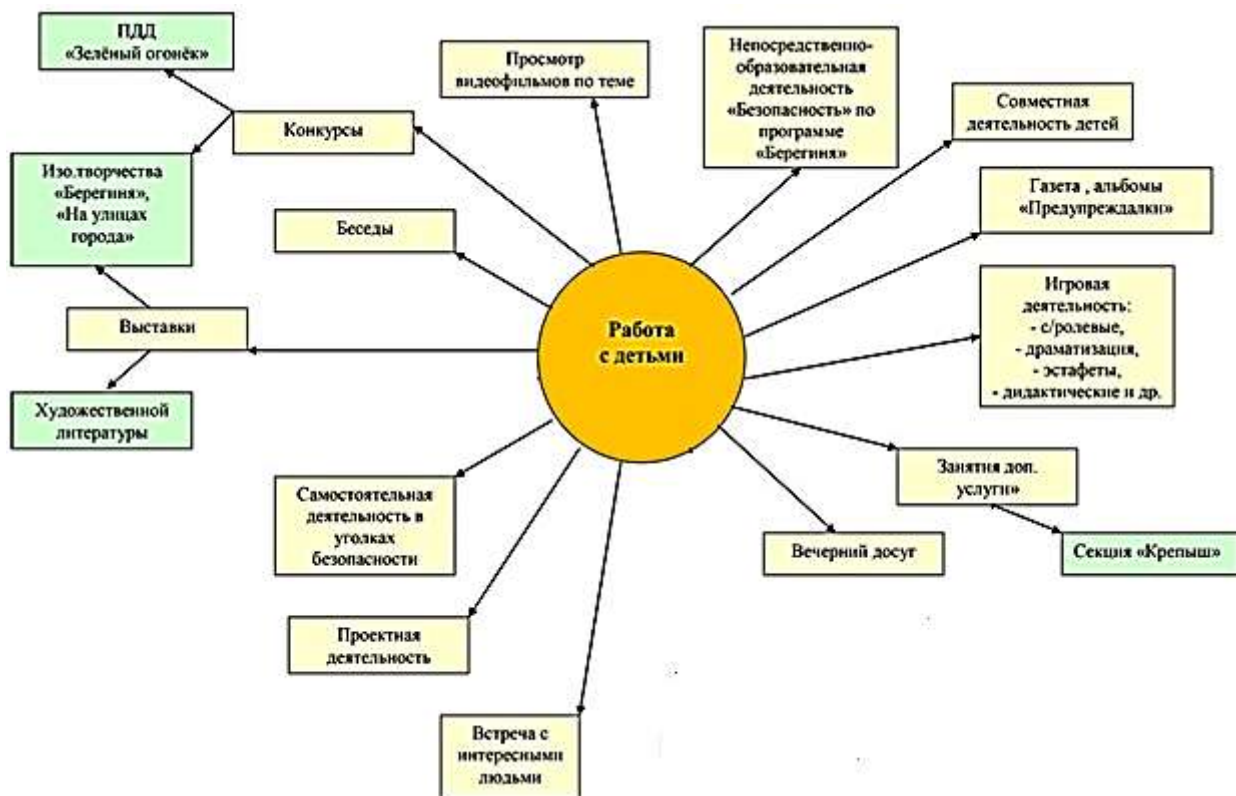 ПДД
«Зелёный огонёк»
Просмотр
видеофильмов по теме
Непосредственно-
образовательная
деятельность
«Безопасность» по
программе
«Берегиня»
Совместная
деятельность детей
Конкурсы
Изо.творчества
«Берегиня»,
«На улицах
города»
Беседы
Газета , альбомы
«Предупреждалки»
Выставки
Работа
с детьми
Игровая
деятельность:
- с/ролевые,
- драматизация,
- эстафеты,
- дидактические и др.
Художественной
литературы
Занятия доп.
услуги»
Самостоятельная
деятельность в
уголках
безопасности
Вечерний досуг
Секция «Крепыш»
Проектная
деятельность
Встреча с
интересными
людьми